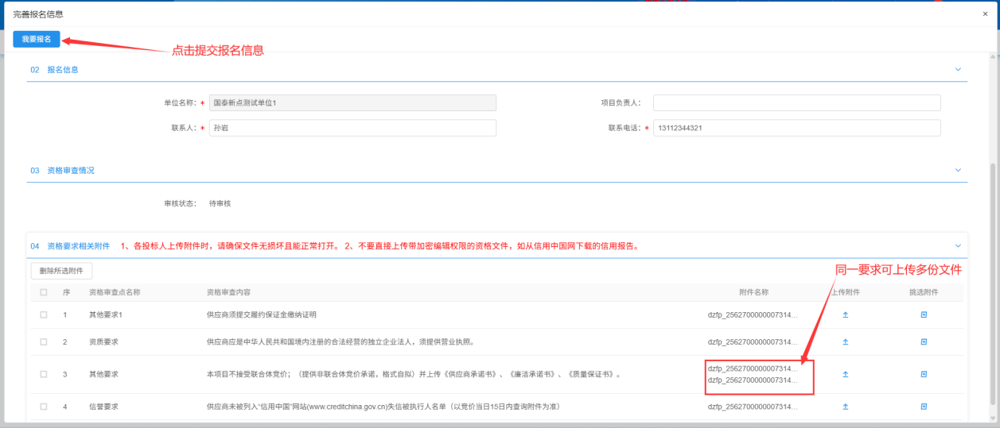 完善报名信息
×
我要报名
点击提交报名信息
02 报名信息
单位名称：* 国泰新点测试单位1 项目负责人：
联系人：* 孙岩 联系电话：* 13112344321
03 资格审查情况
审核状态： 待审核
04 资格要求相关附件 1、各投标人上传附件时，请确保文件无损坏且能正常打开。 2、不要直接上传带加密编辑权限的资格文件，如从信用中国网下载的信用报告。
删除所选附件
同一要求可上传多份文件
序 资格审查点名称 资格审查内容 附件名称 上传附件 挑选附件
1 其他要求1 供应商须提交履约保证金缴纳证明 dzfp_2562700000007314...
2 资质要求 供应商应是中华人民共和国境内注册的合法经营的独立企业法人，须提供营业执照。 dzfp_2562700000007314...
3 其他要求 本项目不接受联合体竞价；（提供非联合体竞价承诺，格式自拟）并上传《供应商承诺书》、《廉洁承诺书》、《质量保证书》。 dzfp_2562700000007314...
dzfp_2562700000007314...
4 信誉要求 供应商未被列入“信用中国”网站(www.creditchina.gov.cn)失信被执行人名单（以竞价当日15日内查询附件为准） dzfp_2562700000007314...